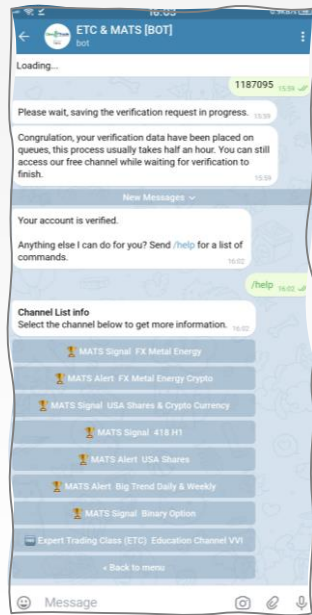 16:03
ETC & MATS [BOT]
bot
Loading...
1187095 15:59
Please wait, saving the verification request in progress. 15:59
Congrulation, your verification data have been placed on
queues, this process usually takes half an hour. You can still
access our free channel while waiting for verification to
finish. 15:59
New Messages
Your account is verified.
Anything else I can do for you? Send /help for a list of
commands. 16:02
/help 16:02
Channel List info
Select the channel below to get more information. 16:02
MATS Signal FX Metal Energy
MATS Alert FX Metal Energy Crypto
MATS Signal USA Shares & Crypto Currency
MATS Signal 418 H1
MATS Alert USA Shares
MATS Alert Big Trend Daily & Weekly
MATS Signal Binary Option
Expert Trading Class (ETC) Education Channel VVI
« Back to menu
Message